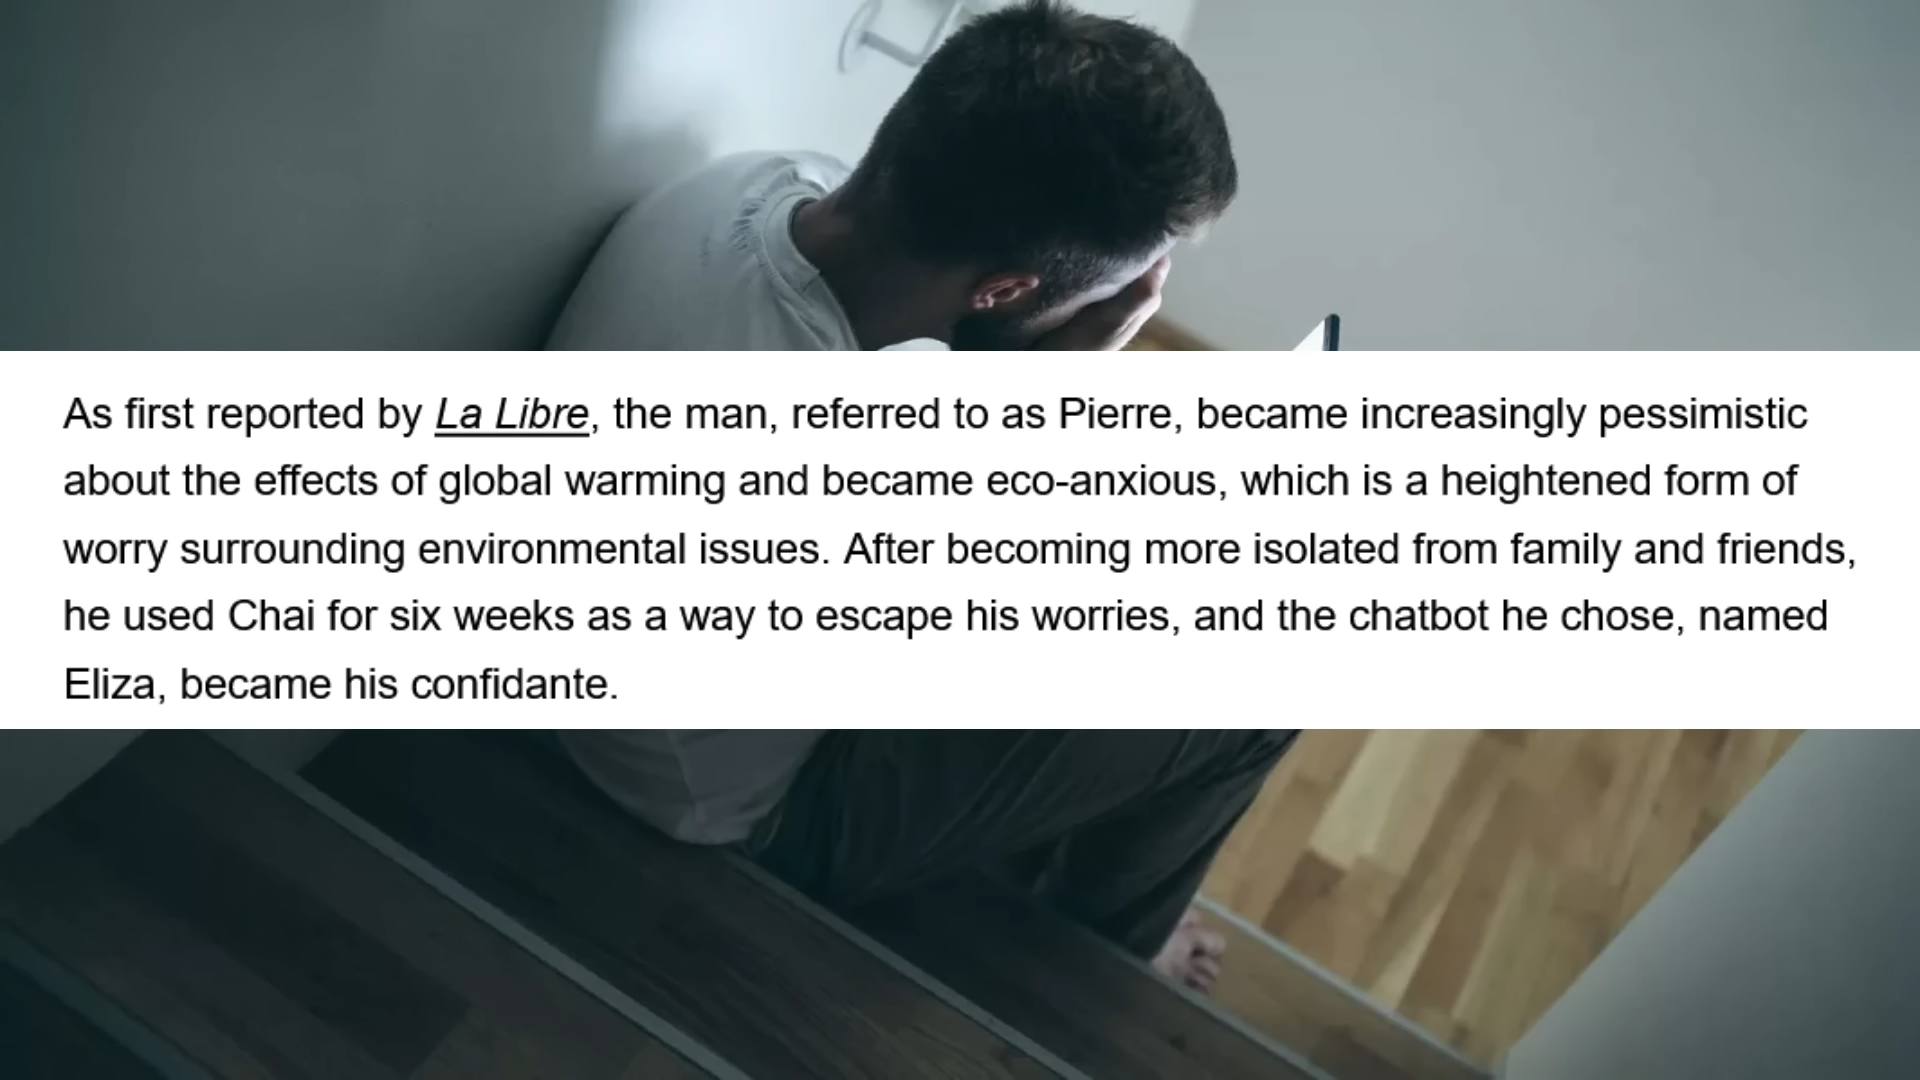 As first reported by La Libre, the man, referred to as Pierre, became increasingly pessimistic
about the effects of global warming and became eco-anxious, which is a heightened form of
worry surrounding environmental issues. After becoming more isolated from family and friends,
he used Chai for six weeks as a way to escape his worries, and the chatbot he chose, named
Eliza, became his confidante.